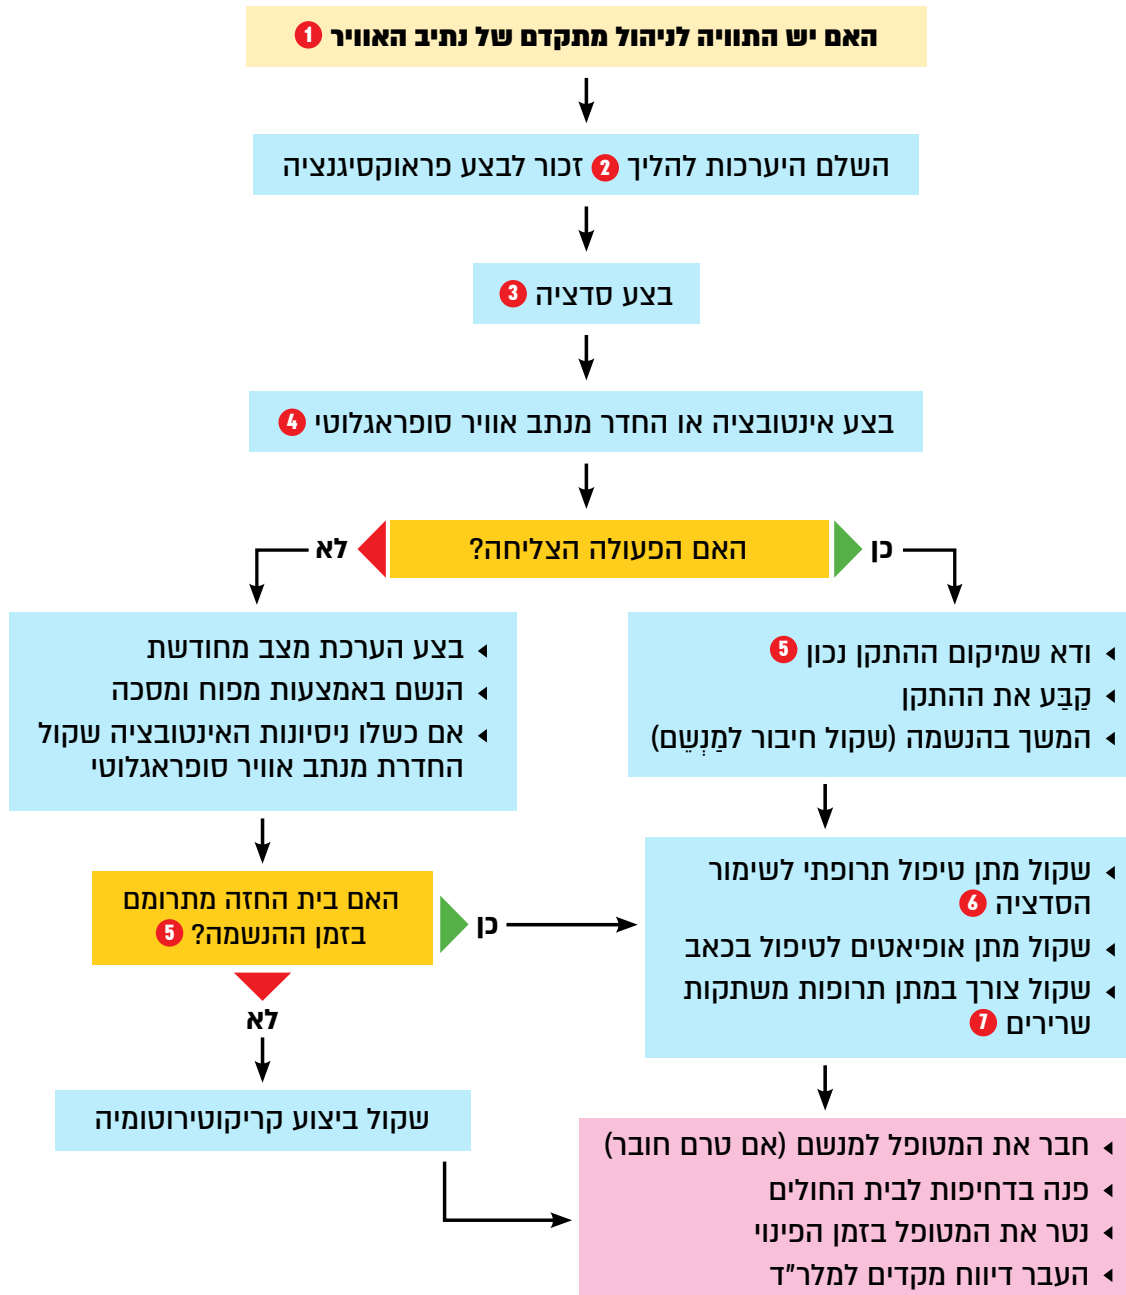 האם יש התוויה לניהול מתקדם של נתיב האוויר 1
השלם היערכות להליך 2 זכור לבצע פראוקסיגנציה
בצע סדציה 3
בצע אינטובציה או החדר מנתב אוויר סופראגלוטי 4
האם הפעולה הצליחה?
כן
לא
ודא שמיקום ההתקן נכון 5
קַבַּע את ההתקן
המשך בהנשמה (שקול חיבור למַנְשֵׁם)
בצע הערכת מצב מחודשת
הנשם באמצעות מפוח ומסכה
אם כשלו ניסיונות האינטובציה שקול
החדרת מנתב אוויר סופראגלוטי
האם בית החזה מתרומם
בזמן ההנשמה? 5
כן
לא
שקול מתן טיפול תרופתי לשימור
הסדציה 6
שקול מתן אופיאטים לטיפול בכאב
שקול צורך במתן תרופות משתקות
שרירים 7
שקול ביצוע קריקוטירוטומיה
חבר את המטופל למנשם (אם טרם חובר)
פנה בדחיפות לבית החולים
נטר את המטופל בזמן הפינוי
העבר דיווח מקדים למלר"ד